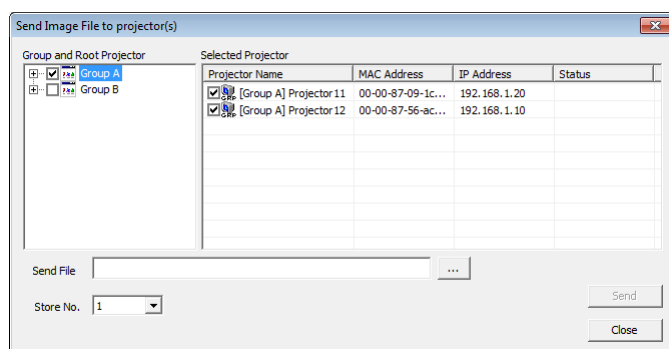 Send Image File to projector(s)
Group and Root Projector
Selected Projector
Group A
Group B
Projector Name MAC Address IP Address Status
[Group A] Projector11 00-00-87-09-1c... 192.168.1.20
[Group A] Projector12 00-00-87-56-ac... 192.168.1.10
Send File ...
Store No. 1
Send
Close